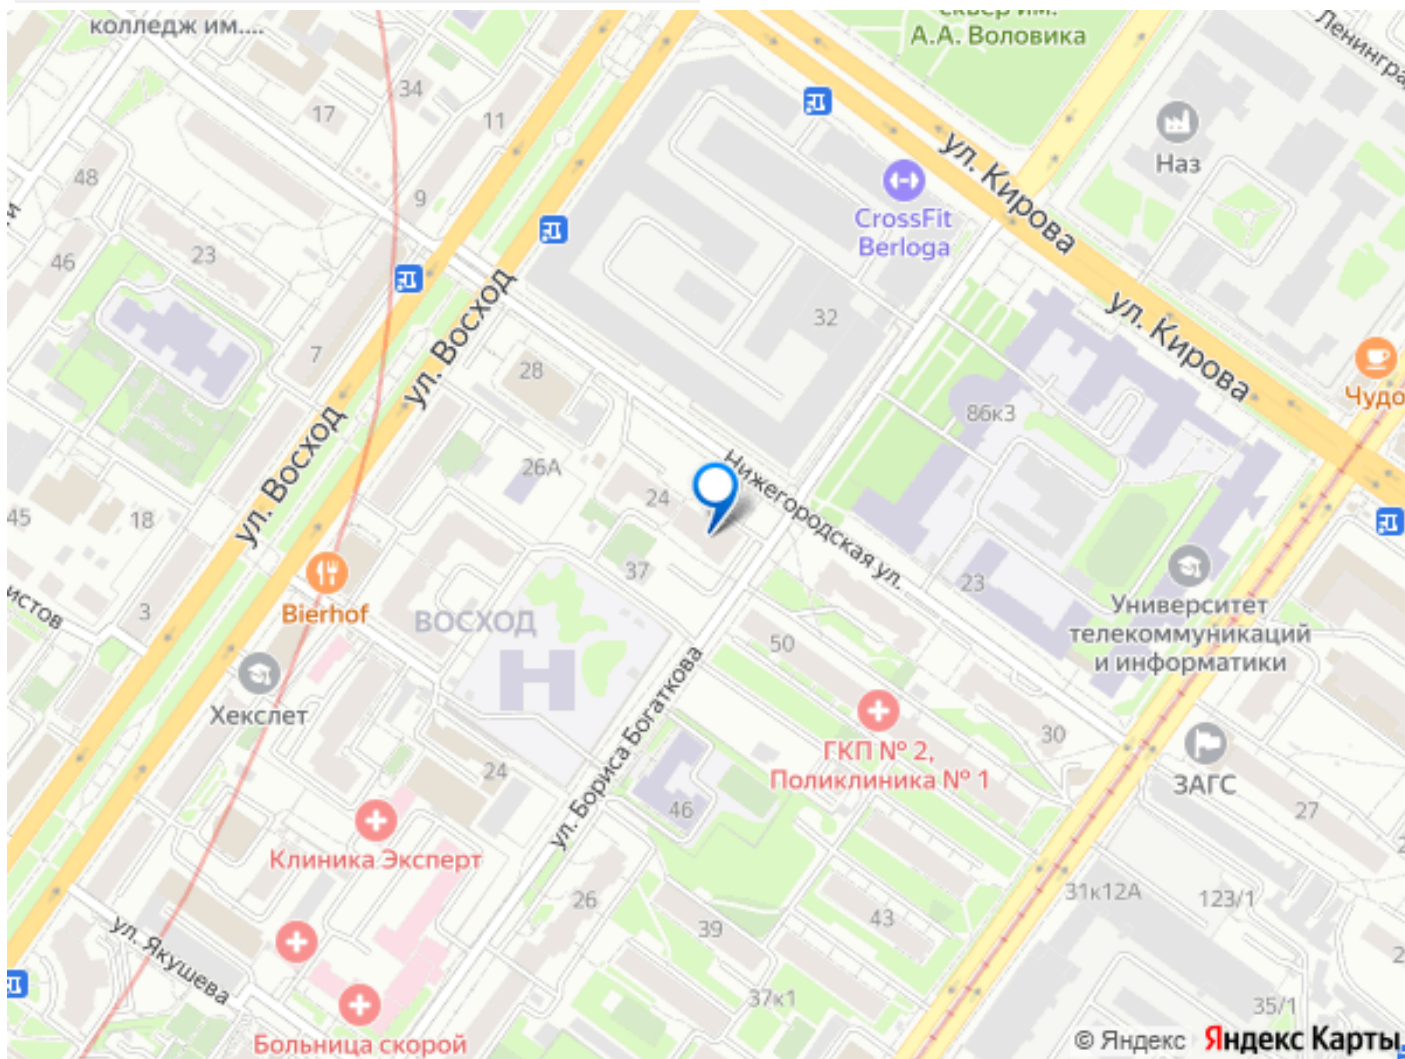 колледж им....
сквер им.
А.А. Воловика
34
17
11
Наз
ул. Кирова
CrossFit
Berloga
48
9
23
46
ул. Восход
32
ул. Кирова
7
28
Чудо
86к3
ул. Восход
26А
24
Нижегородская ул.
45
18
37
23
Bierhof
3
ВОСХОД
Университет
телекоммуникаций
и информатики
50
Хекслет
ул. Бориса Богаткова
30
ГКП № 2,
Поликлиника № 1
24
ЗАГС
46
27
Клиника Эксперт
31к12А
123/1
26
43
39
ул. Якушева
37к1
35/1
Больница скорой
© Яндекс Яндекс Карты